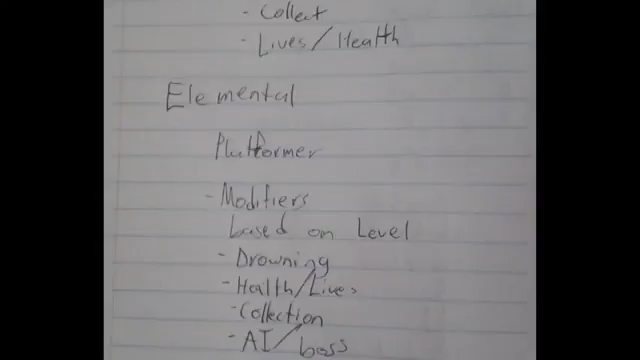 - Collect
- Lives/Health
Elemental
Platformer
- Modifiers
based on Level
- Drowning
- Health/Lives
- Collection
- AI/boss